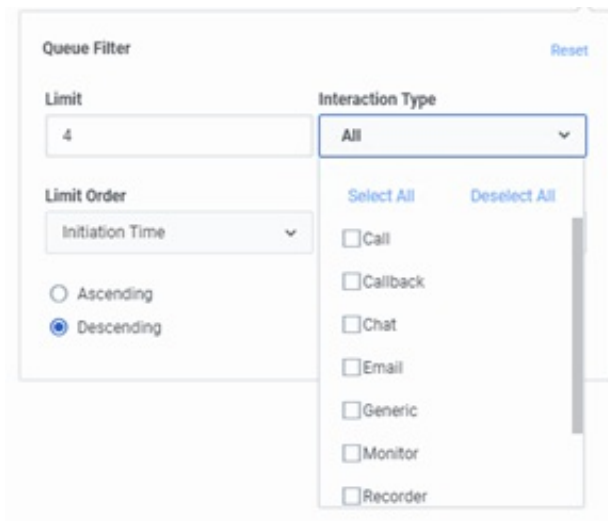 Queue Filter
Reset
Limit
Interaction Type
4
All
Limit Order
Select All
Deselect All
Initiation Time
Call
Callback
Ascending
Descending
Chat
Email
Generic
Monitor
Recorder